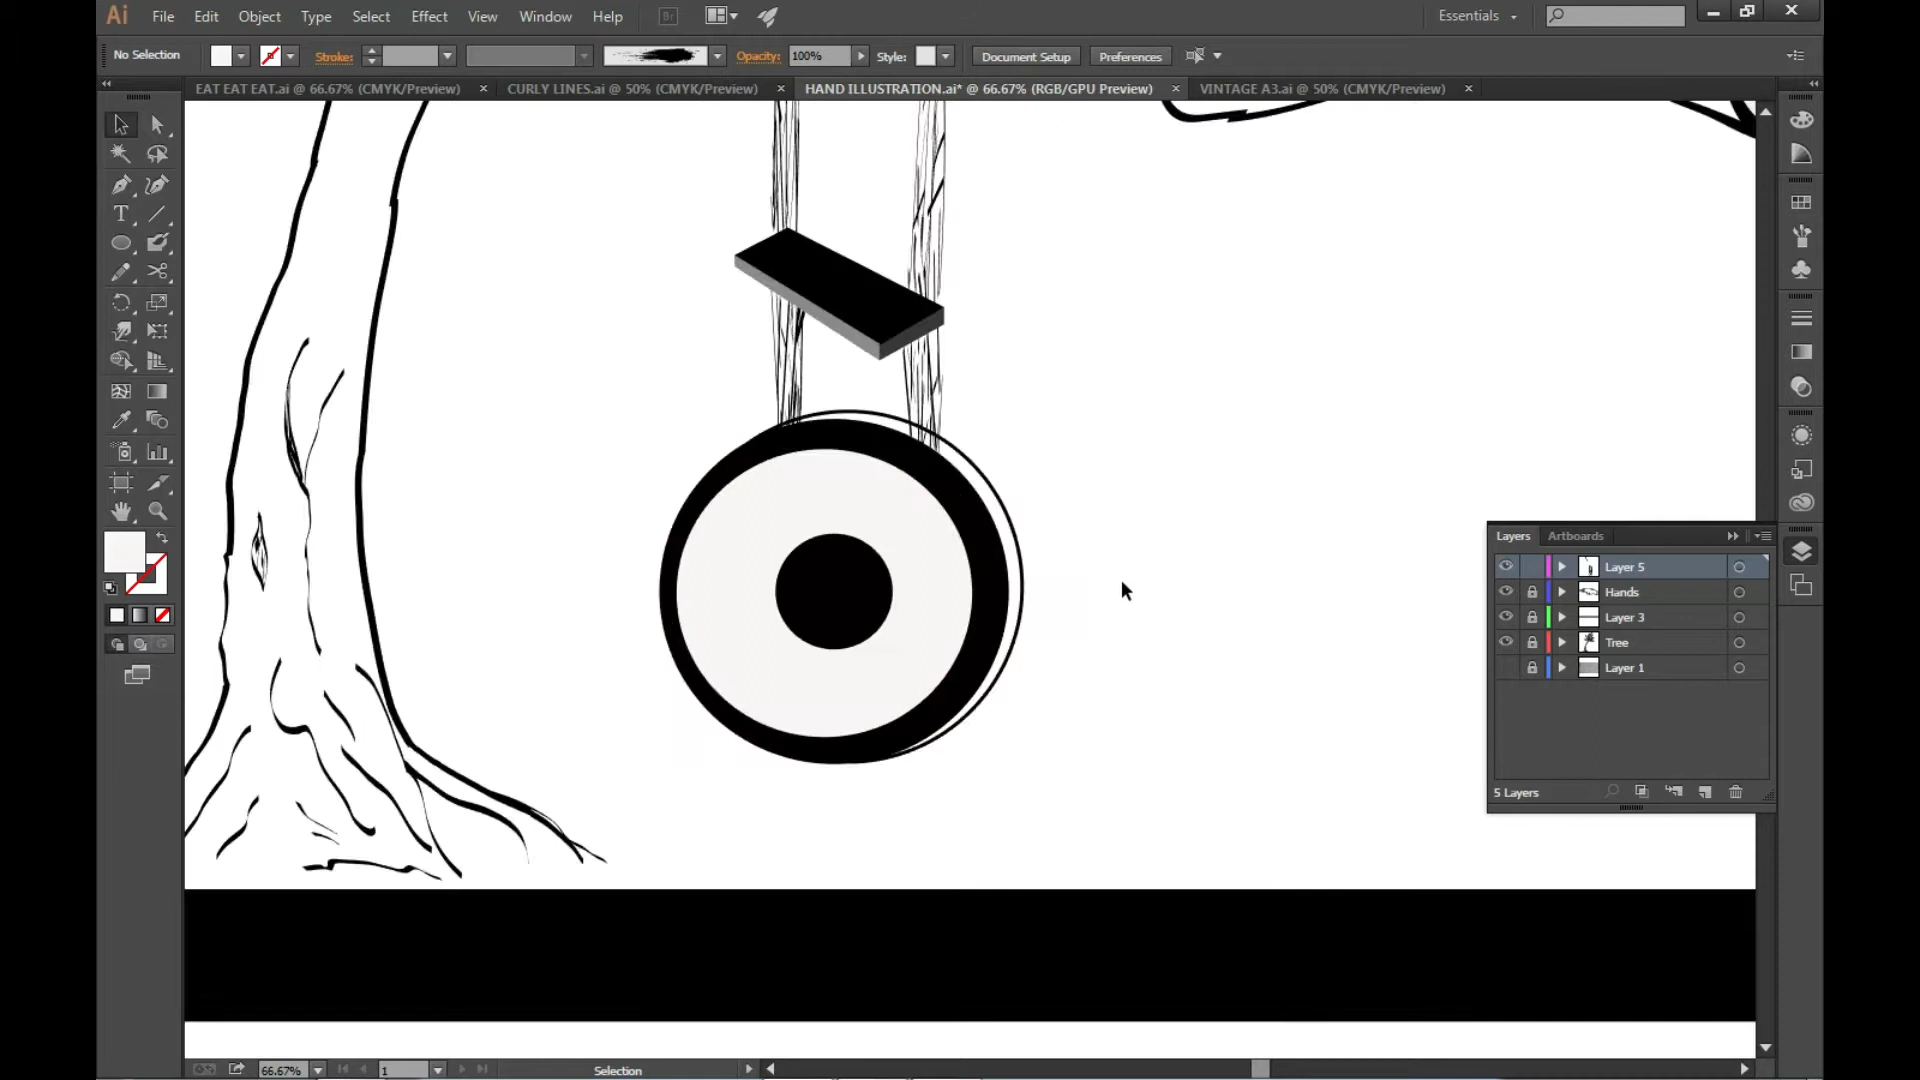 Ai File Edit Object Type Select Effect View Window Help Br Essentials
No Selection Stroke: Opacity: 100% Style: Document Setup Preferences
EAT EAT EAT.ai @ 66.67% (CMYK/Preview) × CURLY LINES.ai @ 50% (CMYK/Preview) × HAND ILLUSTRATION.ai* @ 66.67% (RGB/GPU Preview) × VINTAGE A3.ai @ 50% (CMYK/Preview) ×
Layers Artboards
Layer 5
Hands
Layer 3
Tree
Layer 1
5 Layers
66.67% 1 Selection